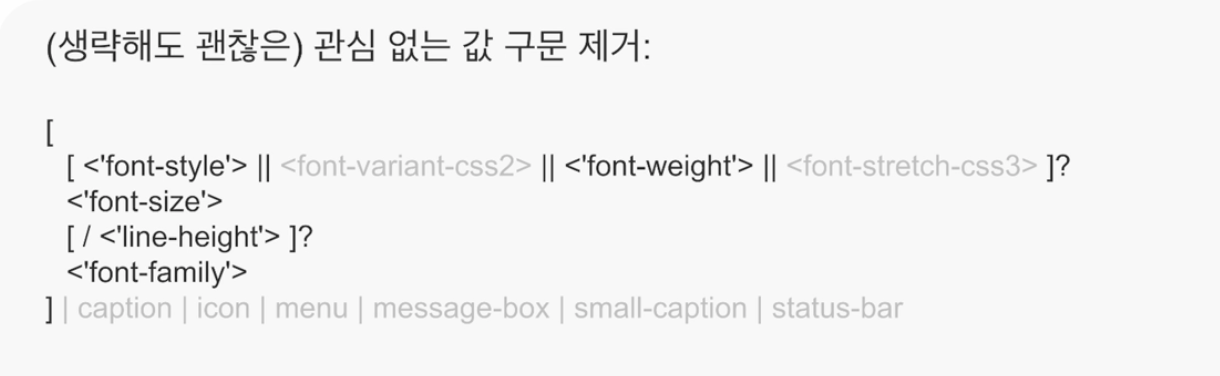 (생략해도 괜찮은) 관심 없는 값 구문 제거:
[
[ <'font-style'> || <font-variant-css2> || <'font-weight'> || <font-stretch-css3> ]?
<'font-size'>
[ / <'line-height'> ]?
<'font-family'>
] | caption | icon | menu | message-box | small-caption | status-bar